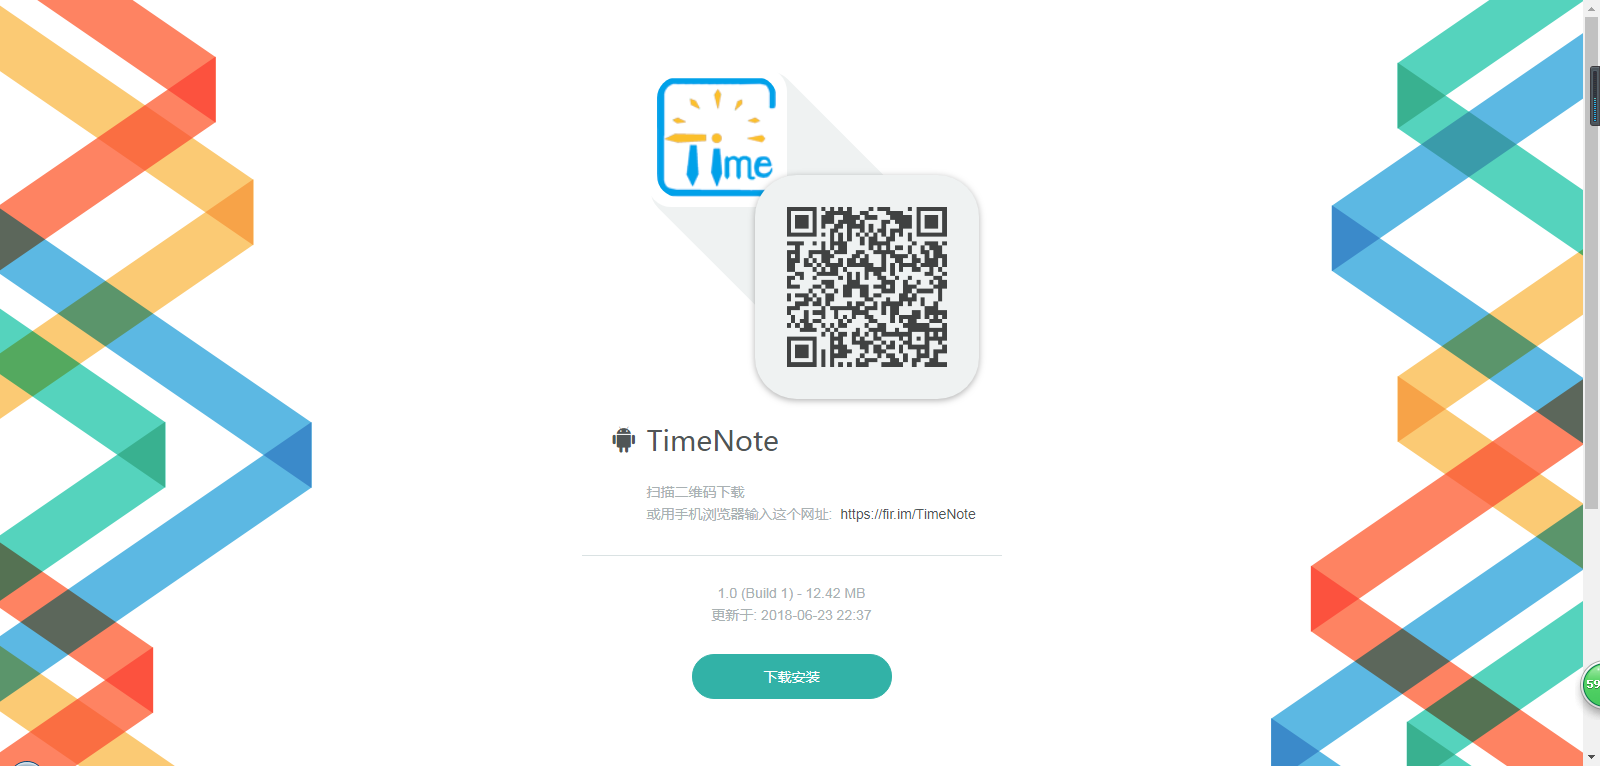 Time
TimeNote
扫描二维码下载
或用手机浏览器输入这个网址: https://fir.im/TimeNote
1.0 (Build 1) - 12.42 MB
更新于: 2018-06-23 22:37
下载安装
59